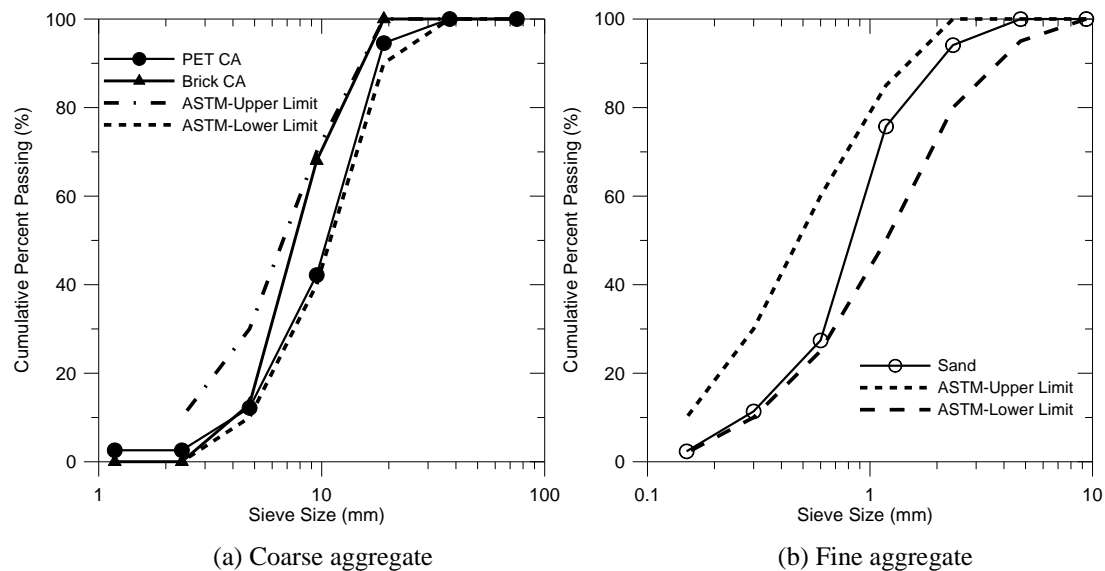 100
80
60
40
20
0
Cumulative Percent Passing (%)
PET CA
Brick CA
ASTM-Upper Limit
ASTM-Lower Limit
1
10
100
Sieve Size (mm)
(a) Coarse aggregate
100
80
60
40
20
0
Cumulative Percent Passing (%)
Sand
ASTM-Upper Limit
ASTM-Lower Limit
0.1
1
10
Sieve Size (mm)
(b) Fine aggregate